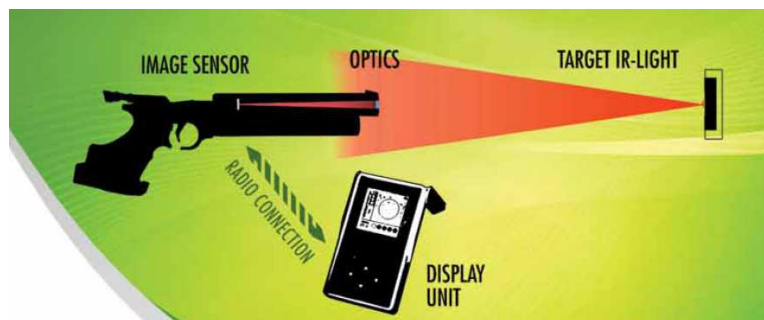 IMAGE SENSOR
OPTICS
TARGET IR-LIGHT
RADIO CONNECTION
DISPLAY
UNIT